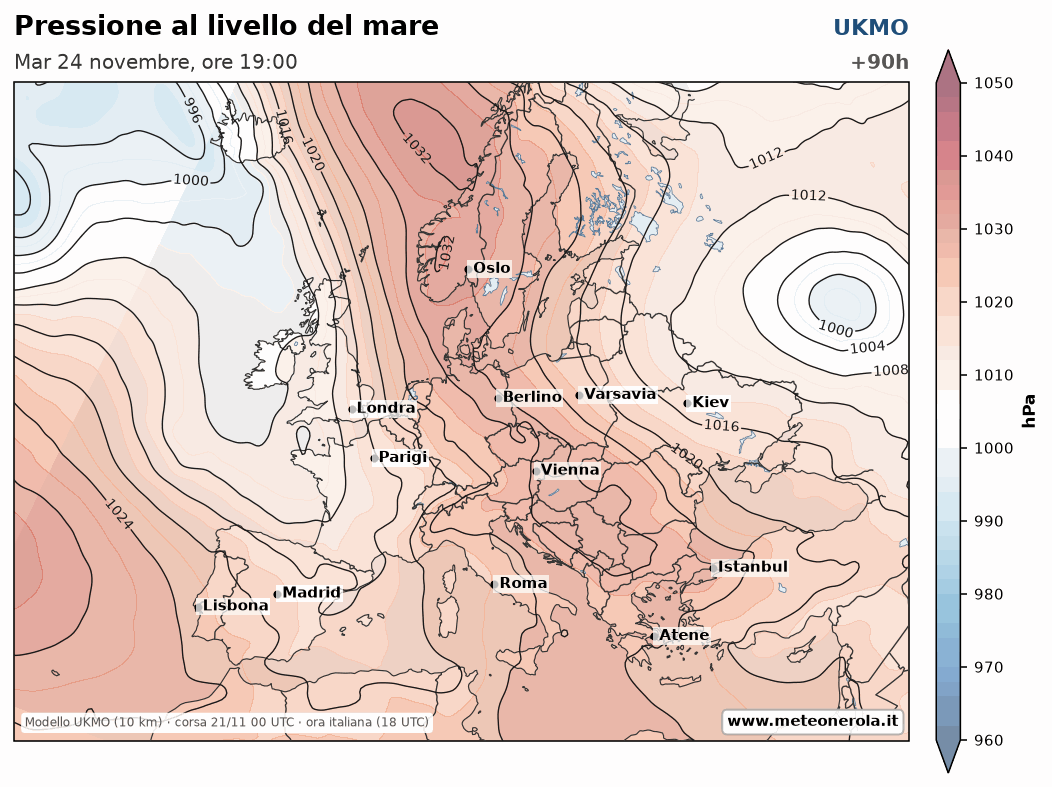 Pressione al livello del mare
UKMO
Mar 24 novembre, ore 19:00
+90h
996
1016
1020
1032
1012
1000
1012
1032
Oslo
1000
1004
1008
Londra
Berlino
Varsavia
Kiev
1016
Parigi
1020
Vienna
1024
Istanbul
Roma
Madrid
Lisbona
Atene
Modello UKMO (10 km) · corsa 21/11 00 UTC · ora italiana (18 UTC)
www.meteonerola.it
1050
1040
1030
1020
1010
1000
990
980
970
960
hPa